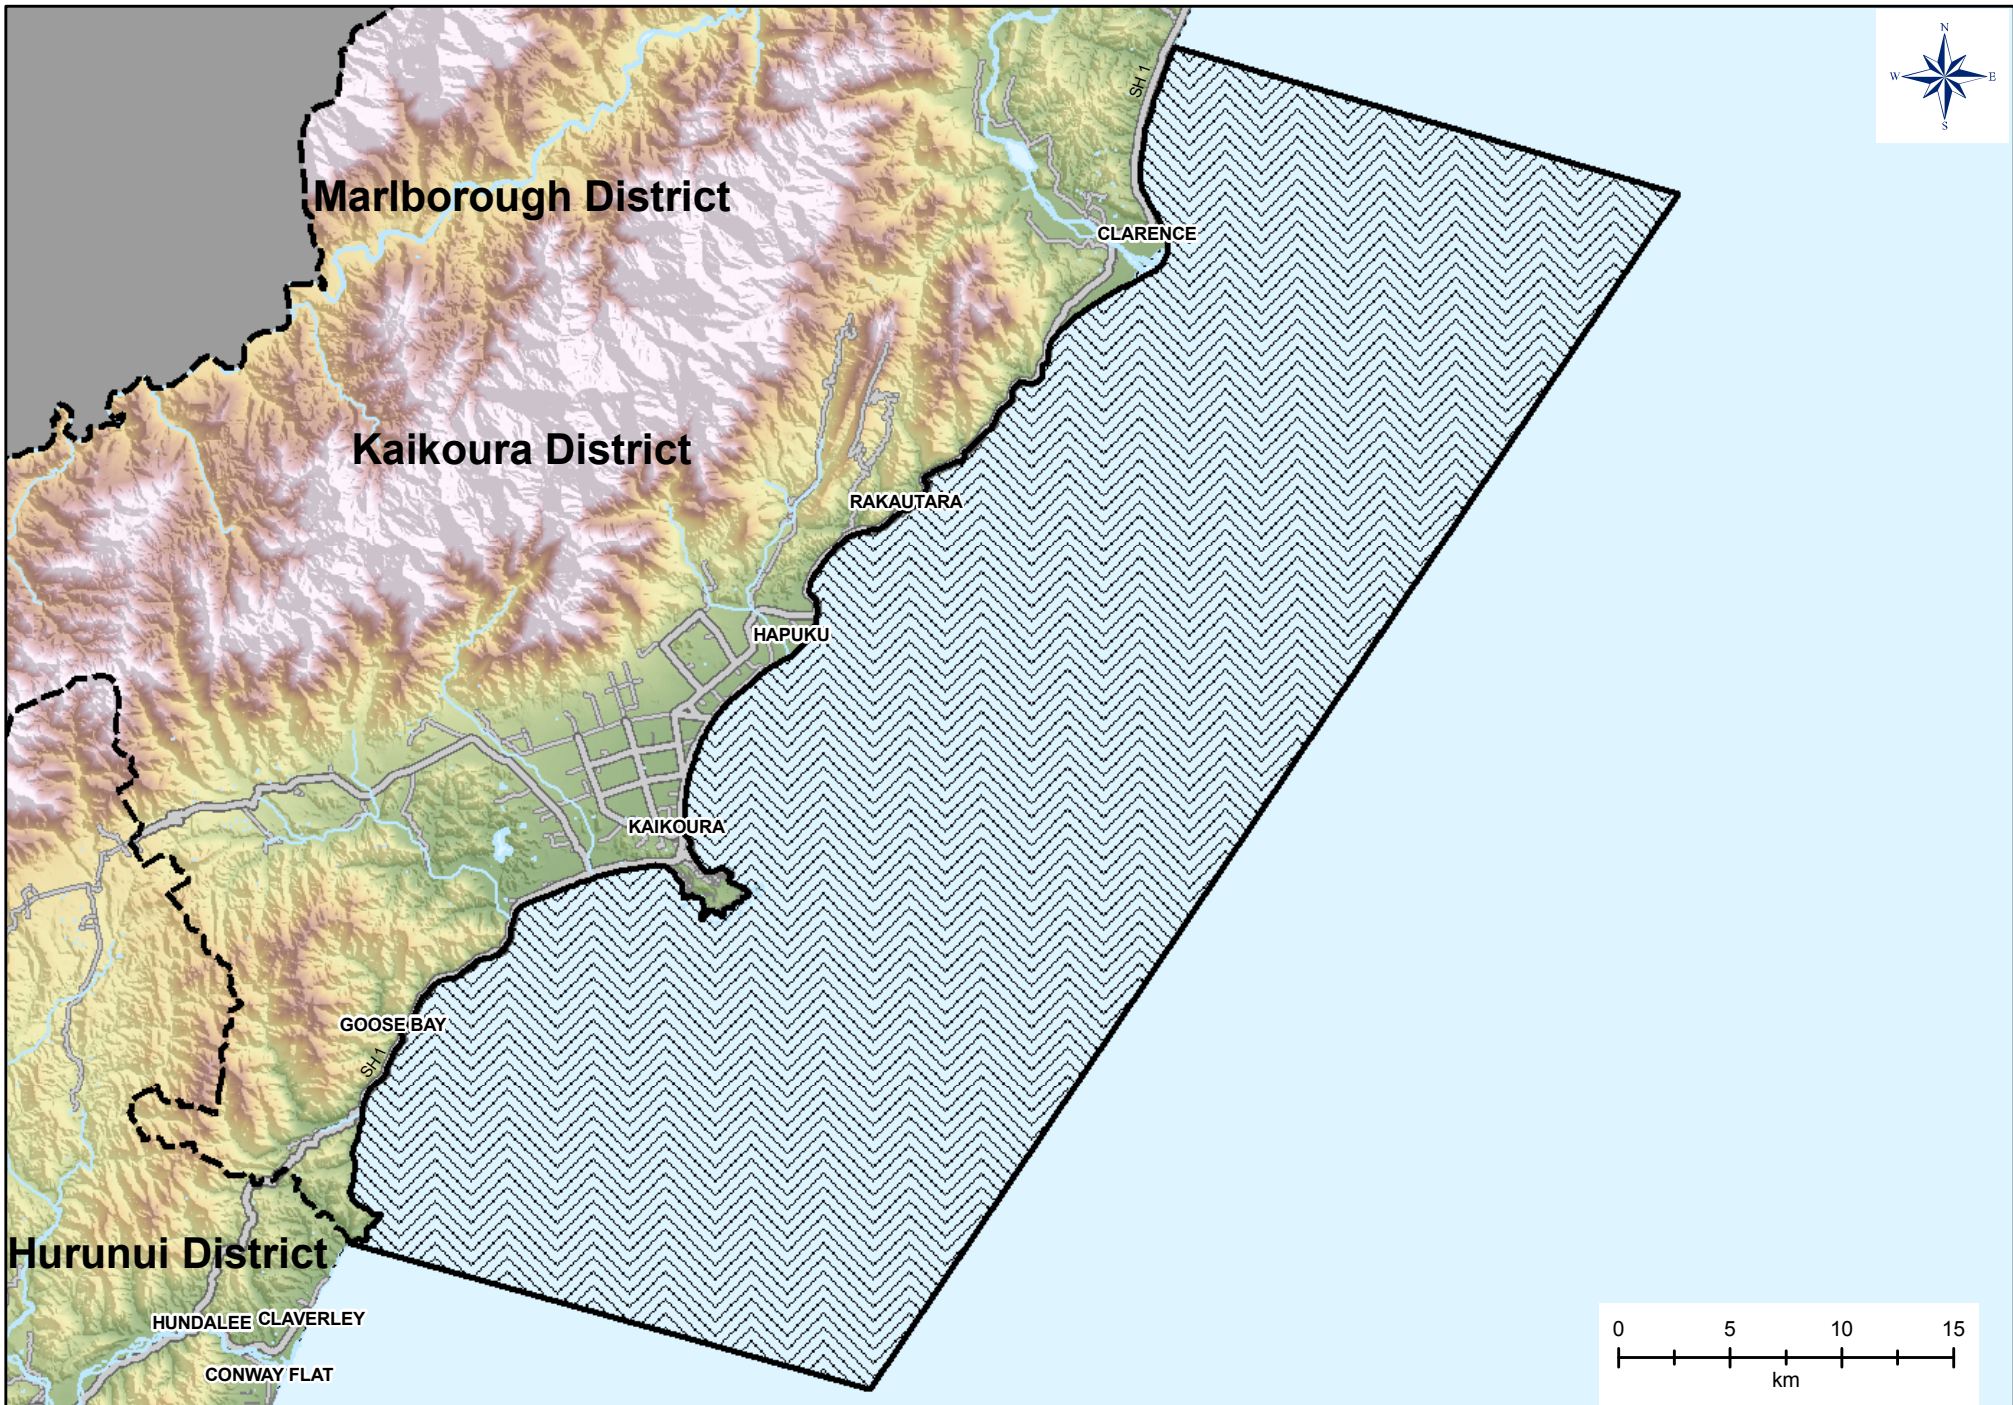 N
W E
S
SH 1
Marlborough District
CLARENCE
Kaikoura District
RAKAUTARA
HAPUKU
KAIKOURA
GOOSE BAY
SH 1
Hurunui District
HUNDALEE
CLAVERLEY
CONWAY FLAT
0 5 10 15
km